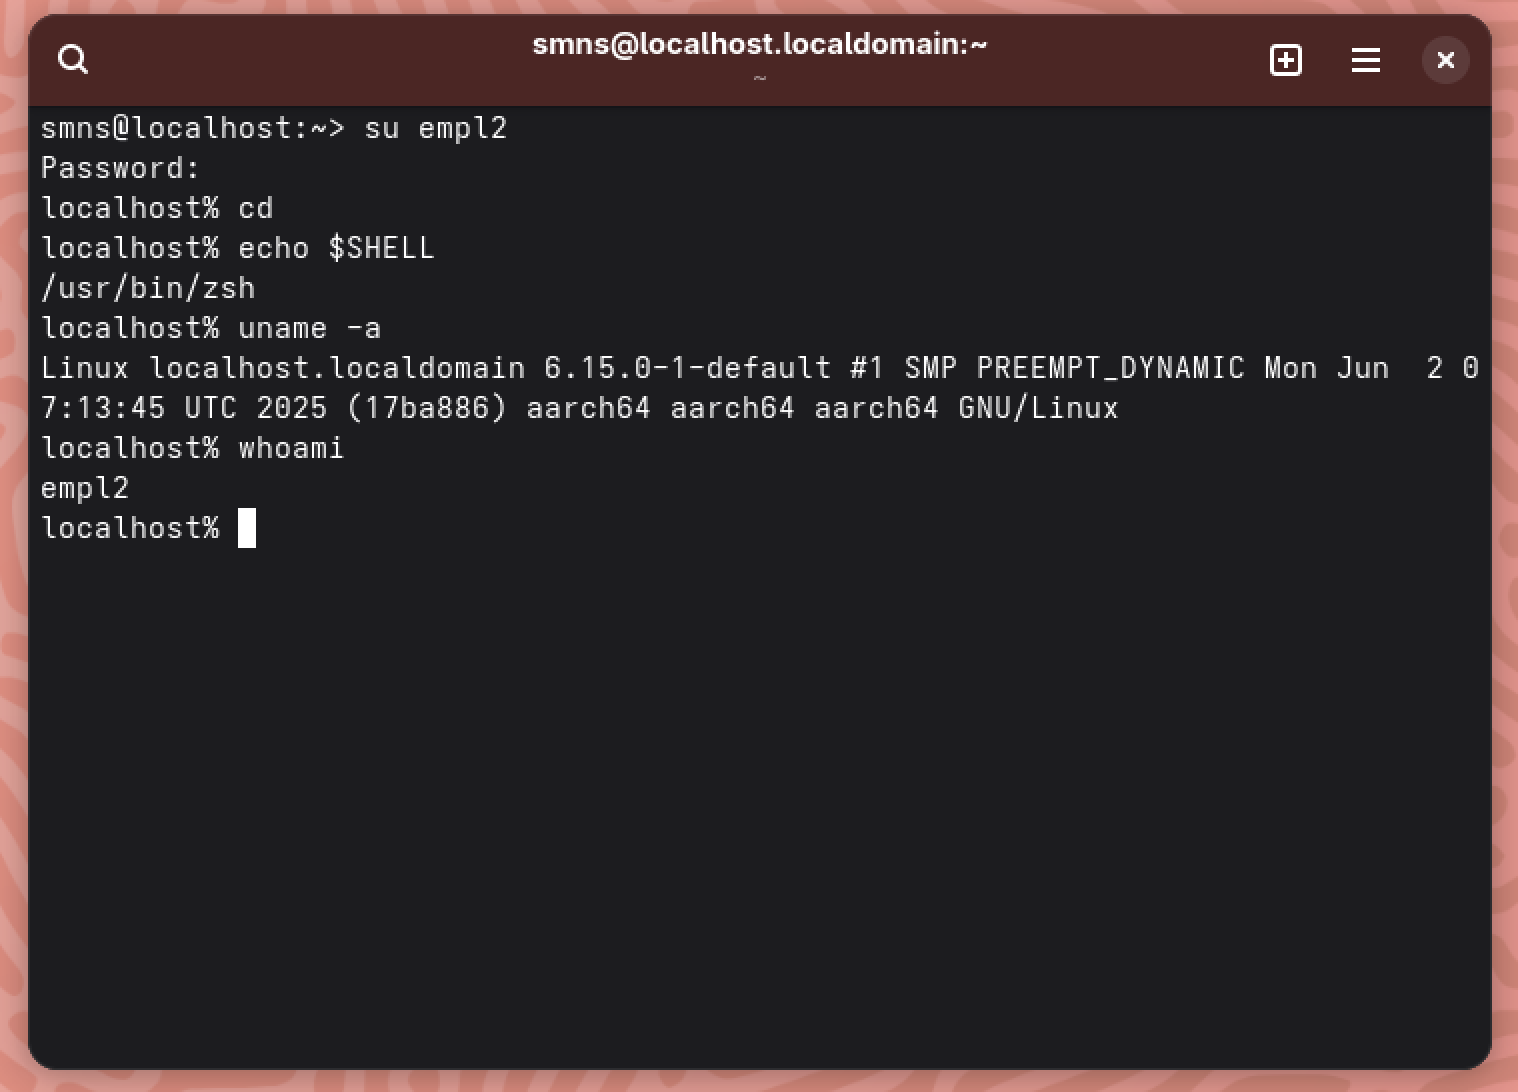 smns@localhost.localdomain:~
~
smns@localhost:~> su empl2
Password:
localhost% cd
localhost% echo $SHELL
/usr/bin/zsh
localhost% uname -a
Linux localhost.localdomain 6.15.0-1-default #1 SMP PREEMPT_DYNAMIC Mon Jun  2 0
7:13:45 UTC 2025 (17ba886) aarch64 aarch64 aarch64 GNU/Linux
localhost% whoami
empl2
localhost%